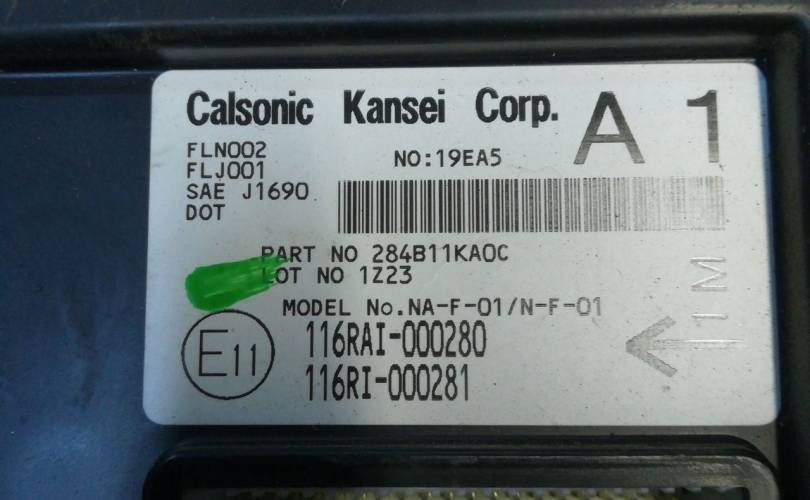 Calsonic Kansei Corp. A 1
FLN002
FLJ001
NO:19EA5
SAE J1690
DOT
PART NO 284B11KA0C
LOT NO 1Z23
MODEL No.NA-F-01/N-F-01
E11
116RAI-000280
116RI-000281
1M